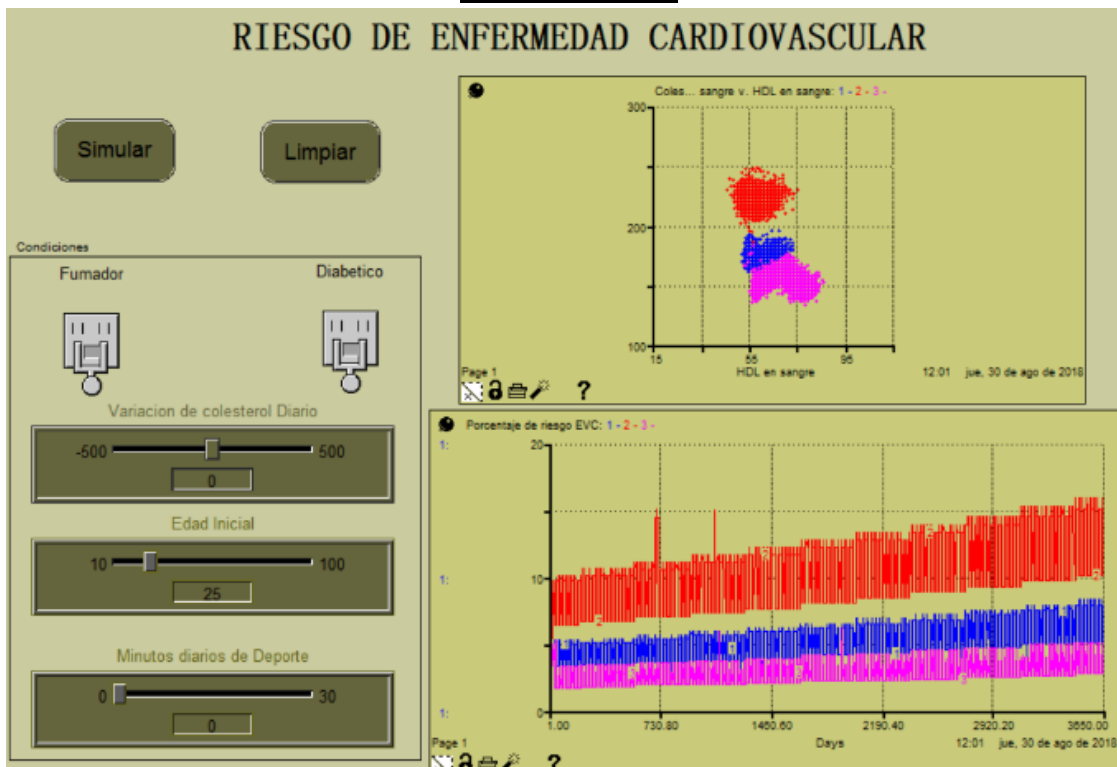 RIESGO DE ENFERMEDAD CARDIOVASCULAR
Simular
Limpiar
Condiciones
Fumador
Diabetico
Variacion de colesterol Diario
-500
500
0
Edad Inicial
10
100
25
Minutos diarios de Deporte
0
30
0
Coles... sangre v. HDL en sangre: 1 - 2 - 3 -
300
200
100
15
55
95
HDL en sangre
Page 1
12:01 jue, 30 de ago de 2018
?
Porcentaje de riesgo EVC: 1 - 2 - 3 -
1:
20
1:
10
1:
0
1.00
730.80
1460.60
2190.40
2920.20
3650.00
Page 1
Days
12:01 jue, 30 de ago de 2018
?